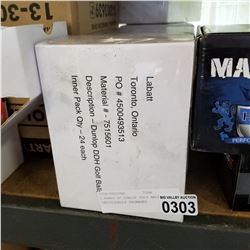 13-30
Labatt
Toronto, Ontario
PO # 4500493513
Material # - 7515601
Description – Dunlop DDH Golf Balls
Inner Pack Qty – 24 each
MA
BIG VALLEY AUCTION
0303